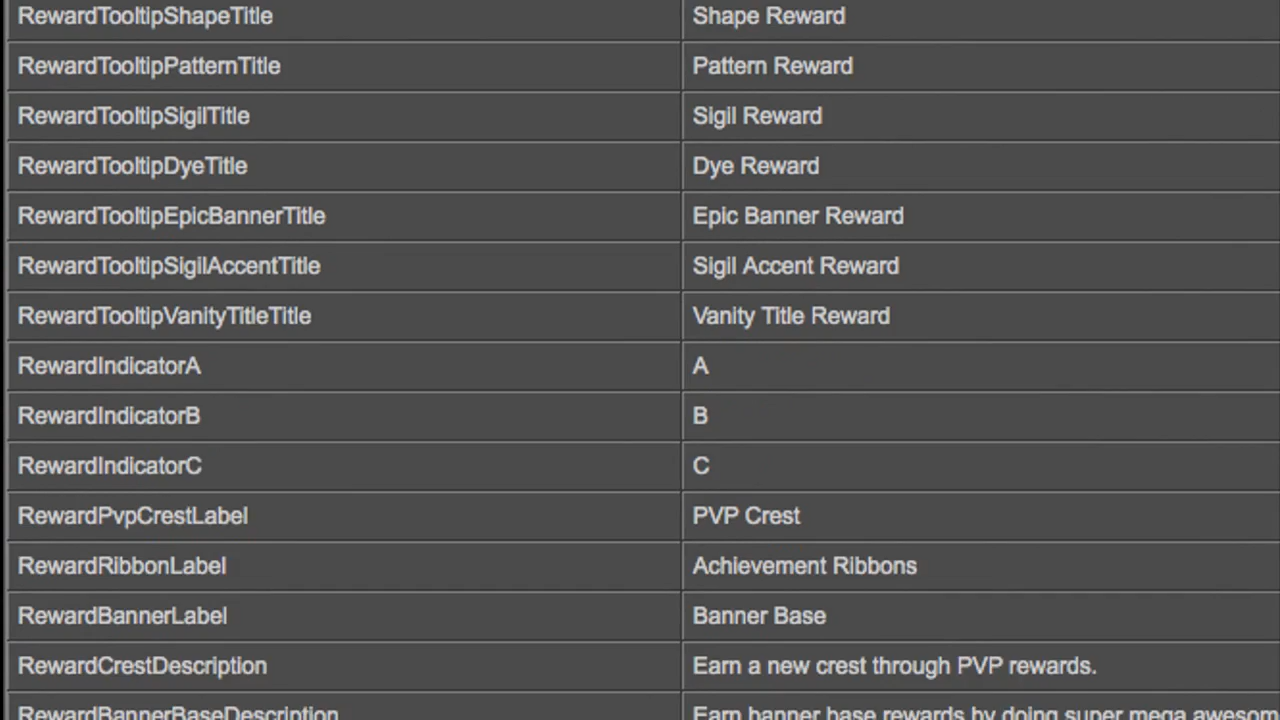 RewardTooltipShapeTitle Shape Reward
RewardTooltipPatternTitle Pattern Reward
RewardTooltipSigilTitle Sigil Reward
RewardTooltipDyeTitle Dye Reward
RewardTooltipEpicBannerTitle Epic Banner Reward
RewardTooltipSigilAccentTitle Sigil Accent Reward
RewardTooltipVanityTitleTitle Vanity Title Reward
RewardIndicatorA A
RewardIndicatorB B
RewardIndicatorC C
RewardPvpCrestLabel PVP Crest
RewardRibbonLabel Achievement Ribbons
RewardBannerLabel Banner Base
RewardCrestDescription Earn a new crest through PVP rewards.
RewardBannerBaseDescription Earn banner base rewards by doing super mega awesom